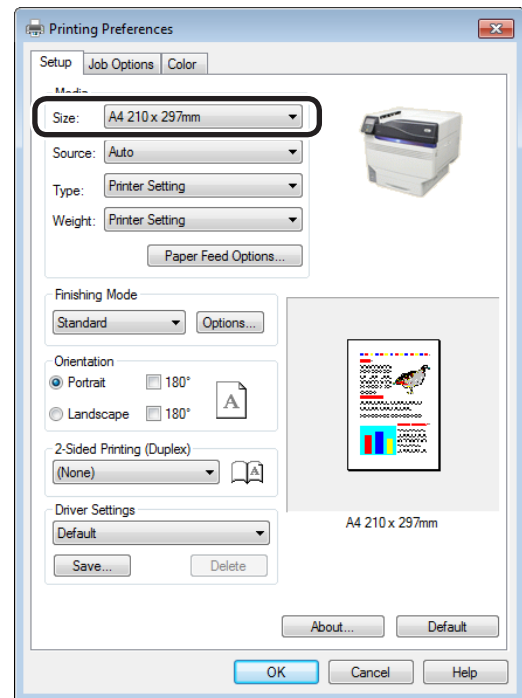 Printing Preferences
Setup Job Options Color
Media
Size: A4 210 x 297mm
Source: Auto
Type: Printer Setting
Weight: Printer Setting
Paper Feed Options...
Finishing Mode
Standard Options...
Orientation
Portrait 180°
Landscape 180°
A
2-Sided Printing (Duplex)
(None) A
Driver Settings
Default
Save... Delete
A4 210 x 297mm
About... Default
OK Cancel Help